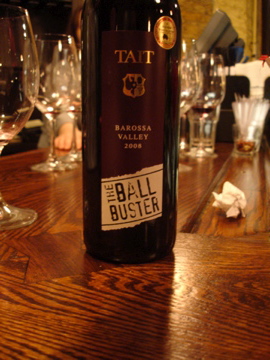 TAIT
BAROSSA
VALLEY
2008
THE BALL
BUSTER